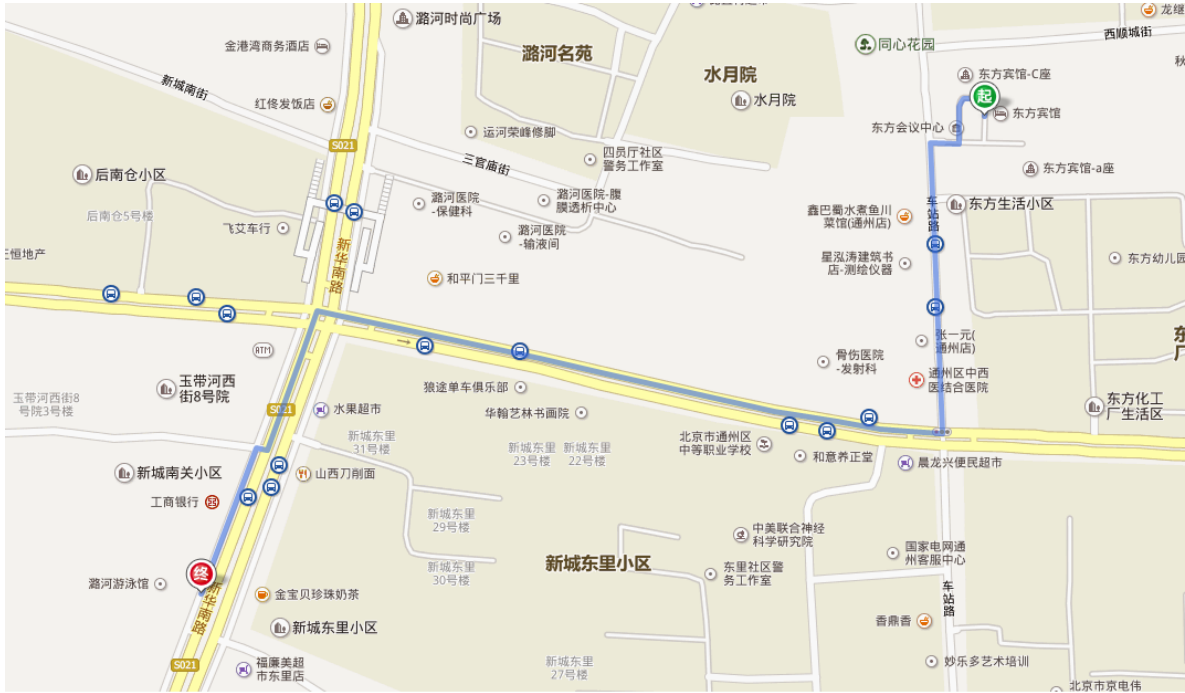 潞河时尚广场
龙继
西顺城街
金港湾商务酒店
潞河名苑
同心花园
水月院
秋
东方宾馆-C座
新城南街
红佟发饭店
水月院
起
东方宾馆
运河荣峰修脚
东方会议中心
S021
三官庙街
四员厅社区
警务工作室
东方宾馆-a座
后南仓小区
潞河医院
-保健科
潞河医院-腹
膜透析中心
车站路
东方生活小区
后南仓5号楼
飞艾车行
鑫巴蜀水煮鱼川
菜馆(通州店)
潞河医院
-输液间
新华南路
三恒地产
星泓涛建筑书
店-测绘仪器
东方幼儿园
和平门三千里
张一元(
通州店)
东
厂
ATM
骨伤医院
-发射科
玉带河西
街8号院
狼途单车俱乐部
通州区中西
医结合医院
玉带河西街8
号院3号楼
S021
水果超市
华翰艺林书画院
东方化工
厂生活区
新城东里
31号楼
新城东里
23号楼
新城东里
22号楼
北京市通州区
中等职业学校
和意养正堂
晨龙兴便民超市
新城南关小区
山西刀削面
工商银行
新城东里
29号楼
中美联合神经
科学研究院
国家电网通
州客服中心
新城东里小区
新城东里
30号楼
东里社区警
务工作室
终
潞河游泳馆
新华南路
金宝贝珍珠奶茶
车站路
新城东里小区
香鼎香
S021
福廉美超
市东里店
新城东里
27号楼
妙乐多艺术培训
北京市京电伟